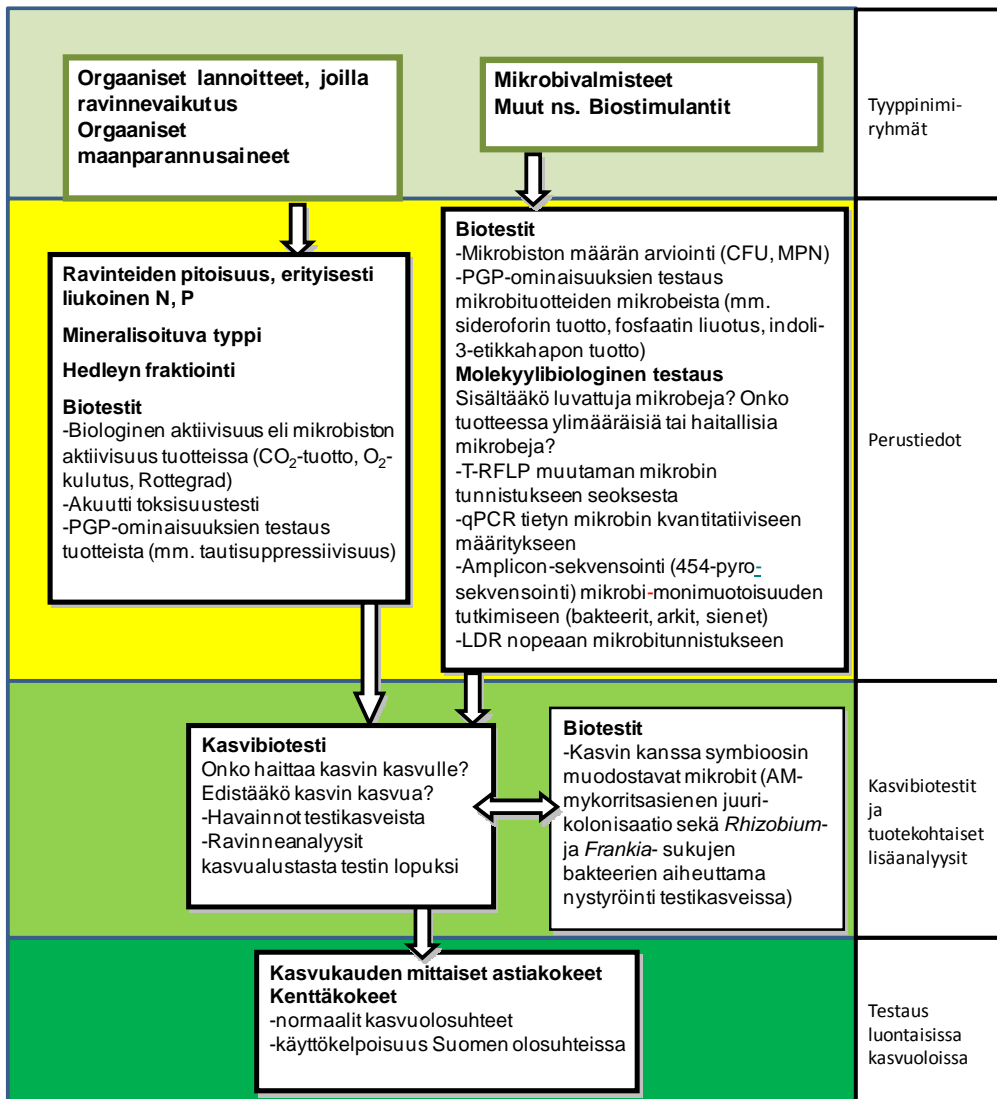 Orgaaniset lannoitteet, joilla
ravinnevaikutus
Orgaaniset
maanparannusaineet
Mikrobivalmisteet
Muut ns. Biostimulantit
Tyyppinimi-
ryhmät
Ravinteiden pitoisuus, erityisesti
liukoinen N, P
Mineralisoituva typpi
Hedleyn fraktiointi
Biotestit
-Biologinen aktiivisuus eli mikrobiston
aktiivisuus tuotteissa (CO₂-tuotto, O₂-
kulutus, Rottegrad)
-Akuutti toksisuustesti
-PGP-ominaisuuksien testaus
tuotteista (mm. tautisuppressiivisuus)
Biotestit
-Mikrobiston määrän arviointi (CFU, MPN)
-PGP-ominaisuuksien testaus
mikrobituotteiden mikrobeista (mm.
sideroforin tuotto, fosfaatin liuotus, indoli-
3-etikkahapon tuotto)
Molekyylibiologinen testaus
Sisältääkö luvattuja mikrobeja? Onko
tuotteessa ylimääräisiä tai haitallisia
mikrobeja?
-T-RFLP muutaman mikrobin
tunnistukseen seoksesta
-qPCR tietyn mikrobin kvantitatiiviseen
määritykseen
-Amplicon-sekvensointi (454-pyro-
sekvensointi) mikrobi-monimuotoisuuden
tutkimiseen (bakteerit, arkit, sienet)
-LDR nopeaan mikrobitunnistukseen
Perustiedot
Kasvibiotesti
Onko haittaa kasvin kasvulle?
Edistääkö kasvin kasvua?
-Havainnot testikasveista
-Ravinneanalyysit
kasvualustasta testin lopuksi
Biotestit
-Kasvin kanssa symbioosin
muodostavat mikrobit (AM-
mykorritsasienen juuri-
kolonisaatio sekä Rhizobium-
ja Frankia- sukujen
bakteerien aiheuttama
nystyröinti testikasveissa)
Kasvibiotestit
ja
tuotekohtaiset
lisäanalyysit
Kasvukauden mittaiset astiakokeet
Kenttäkokeet
-normaalit kasvuolosuhteet
-käyttökelpoisuus Suomen olosuhteissa
Testaus
luontaisissa
kasvuoloissa